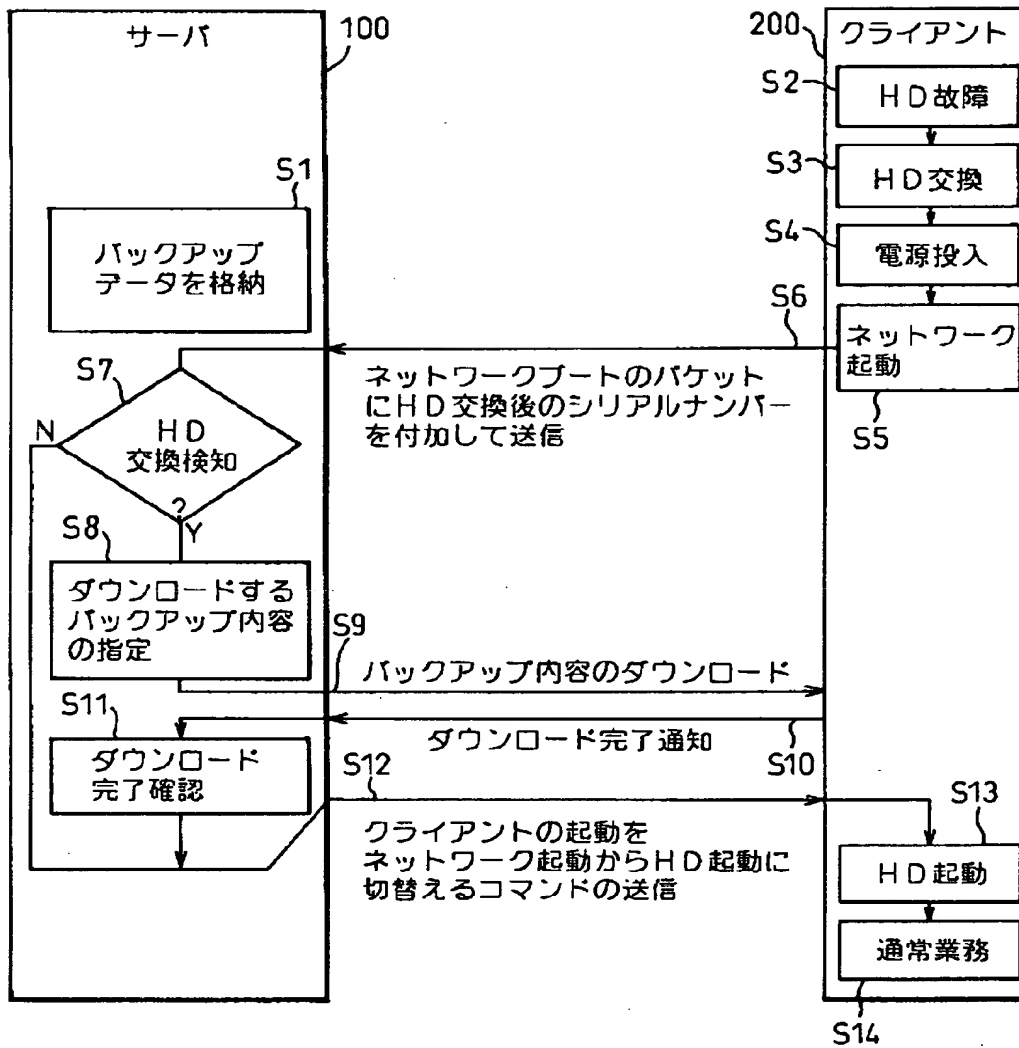 サーバ
100
200
クライアント
S2
HD故障
S3
HD交換
S4
電源投入
S1
バックアップ
データを格納
S6
ネットワーク
起動
S5
ネットワークブートのパケット
にHD交換後のシリアルナンバー
を付加して送信
S7
N
HD
交換検知
?
Y
S8
ダウンロードする
バックアップ内容
の指定
S9
バックアップ内容のダウンロード
S11
ダウンロード完了通知
S10
ダウンロード
完了確認
S12
クライアントの起動を
ネットワーク起動からHD起動に
切替えるコマンドの送信
S13
HD起動
通常業務
S14